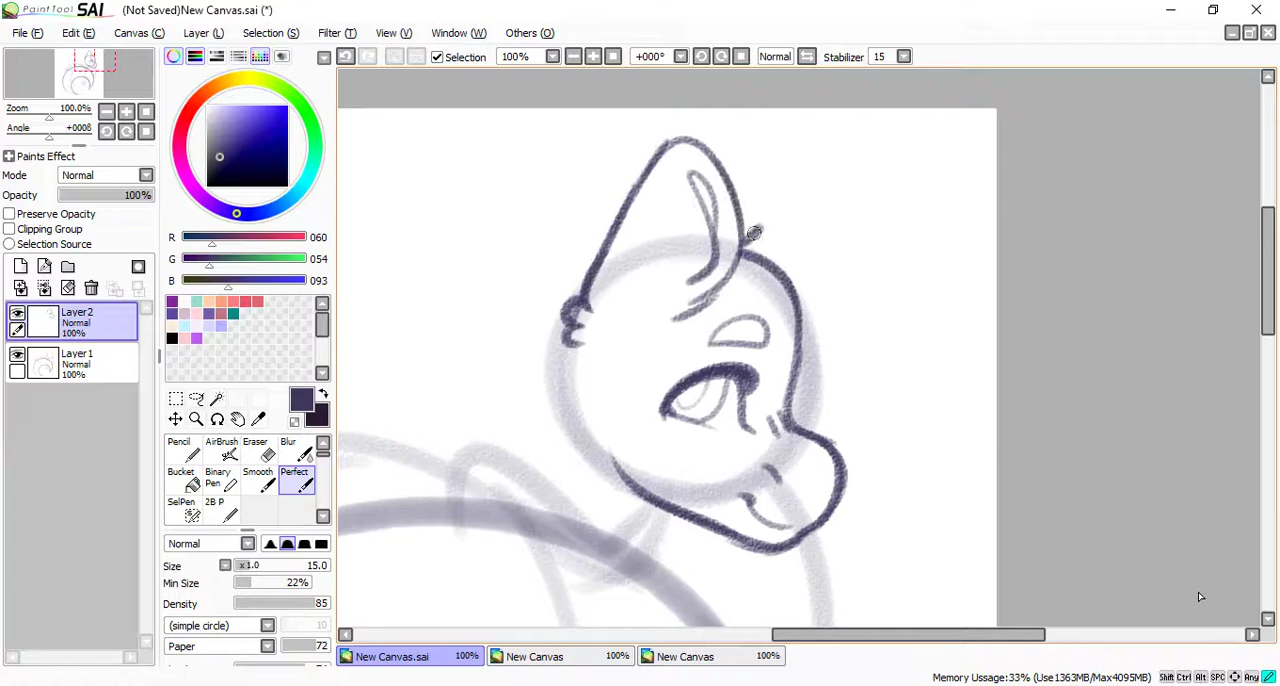 PaintTool SAI (Not Saved)New Canvas.sai (*)
File (F) Edit (E) Canvas (C) Layer (L) Selection (S) Filter (T) View (V) Window (W) Others (O)
Selection 100% +000° Normal Stabilizer 15
Zoom 100.0%
Angle +000ß
Paints Effect
Mode Normal
Opacity 100%
Preserve Opacity
Clipping Group
Selection Source
Layer2
Normal
100%
Layer1
Normal
100%
R 060
G 054
B 093
Pencil AirBrush Eraser Blur
Bucket Binary Pen Smooth Perfect
SelPen 2B P
Normal
Size x1.0 15.0
Min Size 22%
Density 85
(simple circle) 10
Paper 72
New Canvas.sai 100% New Canvas 100% New Canvas 100%
Memory Ussage:33% (Use1363MB/Max4095MB) Shift Ctrl Alt SPC Any